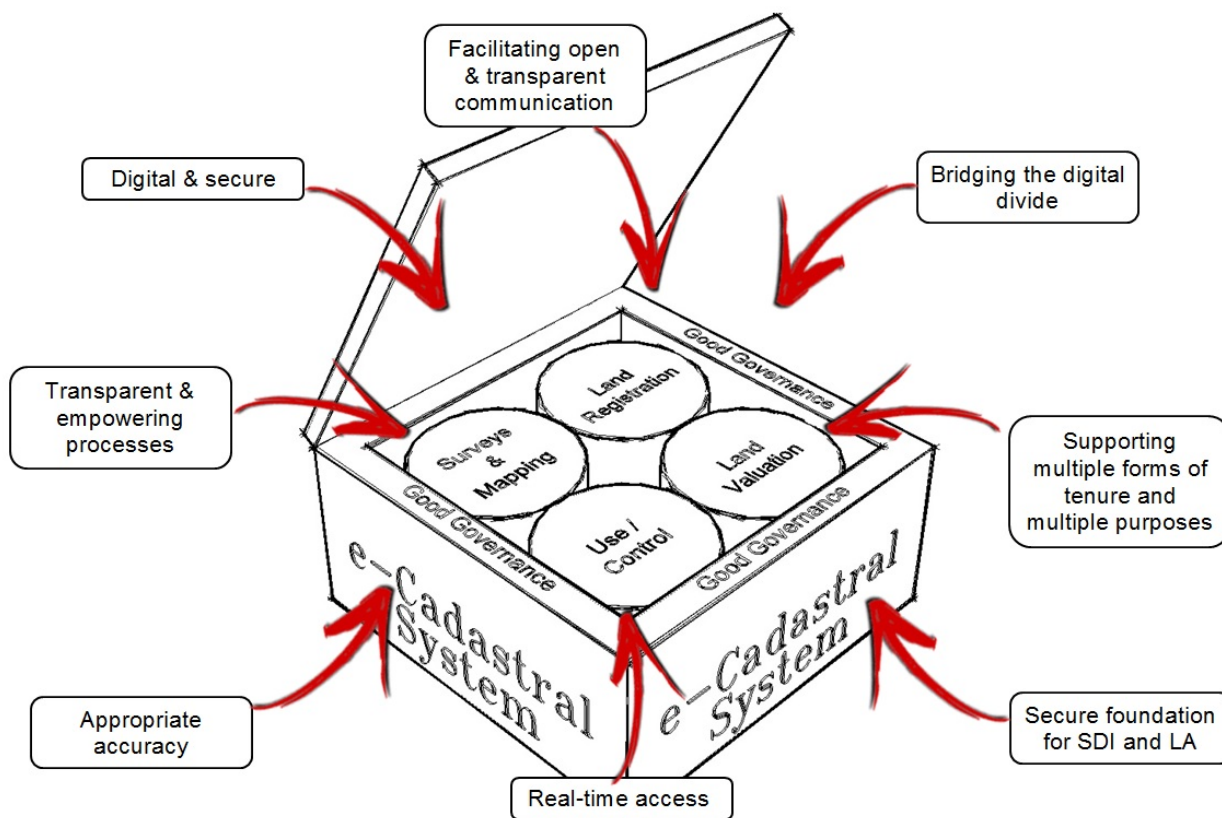 Facilitating open
& transparent
communication
Digital & secure
Bridging the digital
divide
Good Governance
Land
Registration
Transparent &
empowering
processes
Surveys
&
Mapping
Land
Valuation
Supporting
multiple forms of
tenure and
multiple purposes
Use /
Control
Good Governance
Good Governance
e-Cadastral
System
e-Cadastral
System
Appropriate
accuracy
Secure foundation
for SDI and LA
Real-time access